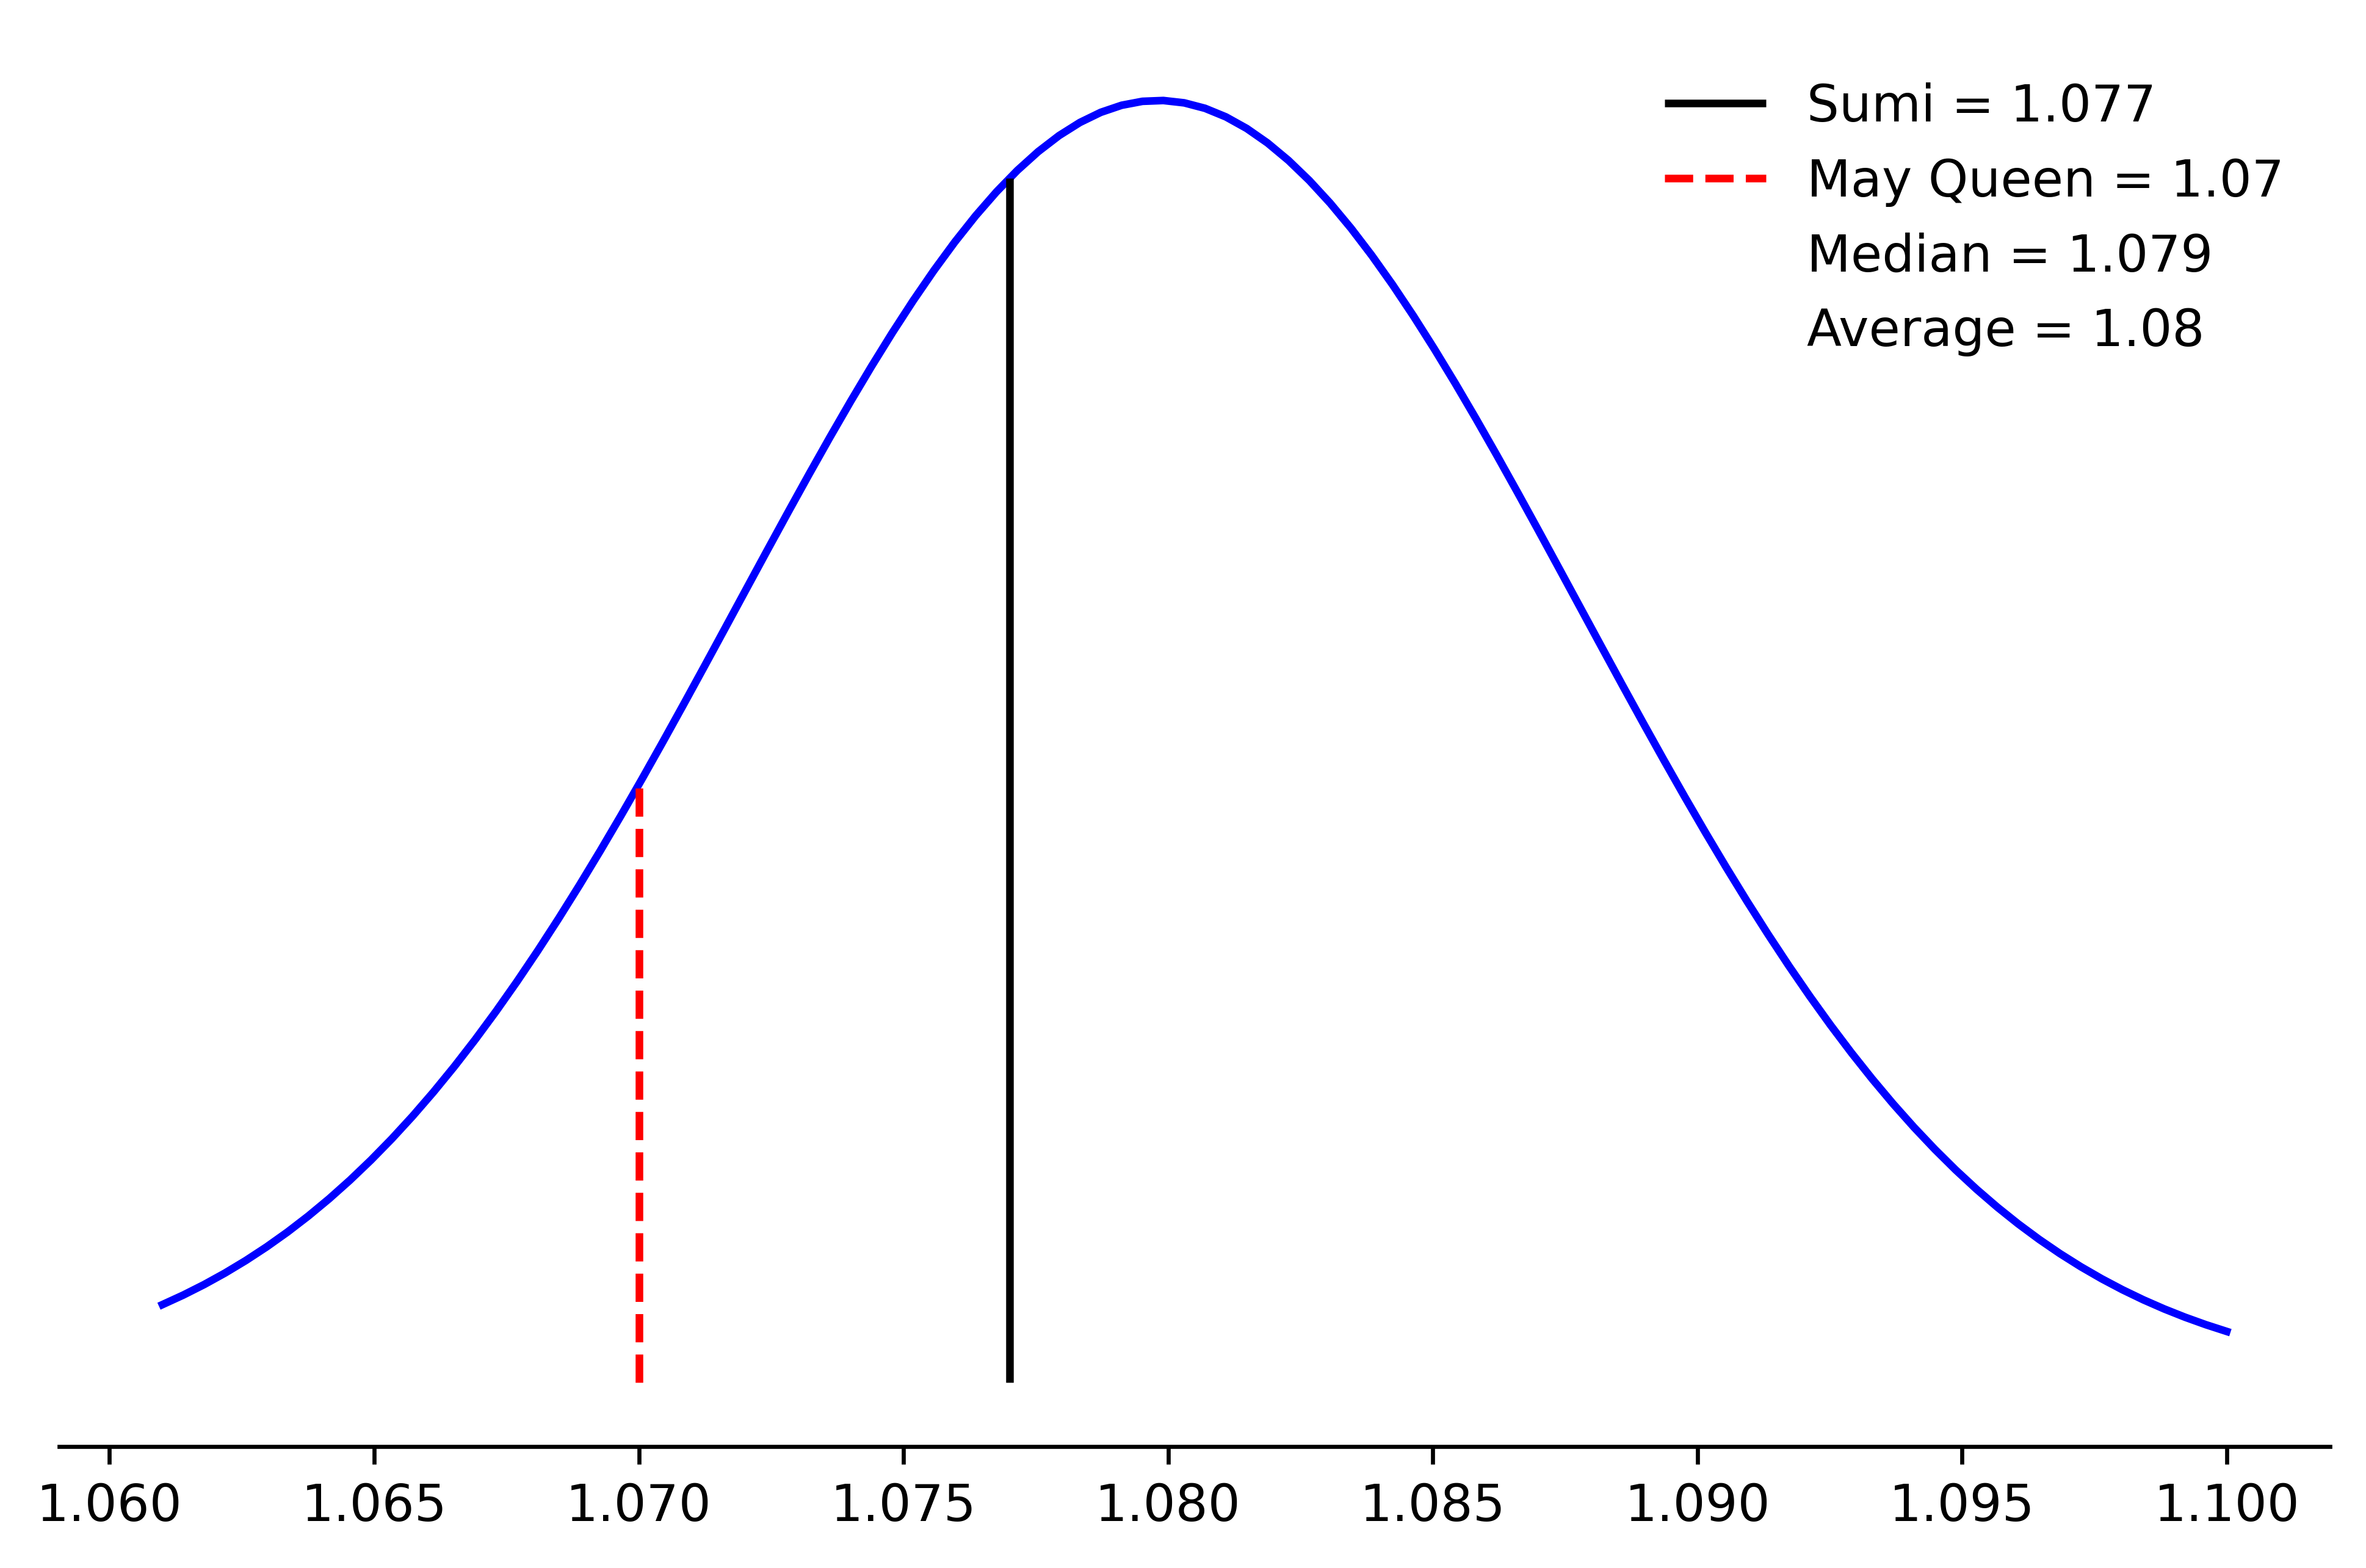 Sumi = 1.077
May Queen = 1.07
Median = 1.079
Average = 1.08
1.060 1.065 1.070 1.075 1.080 1.085 1.090 1.095 1.100